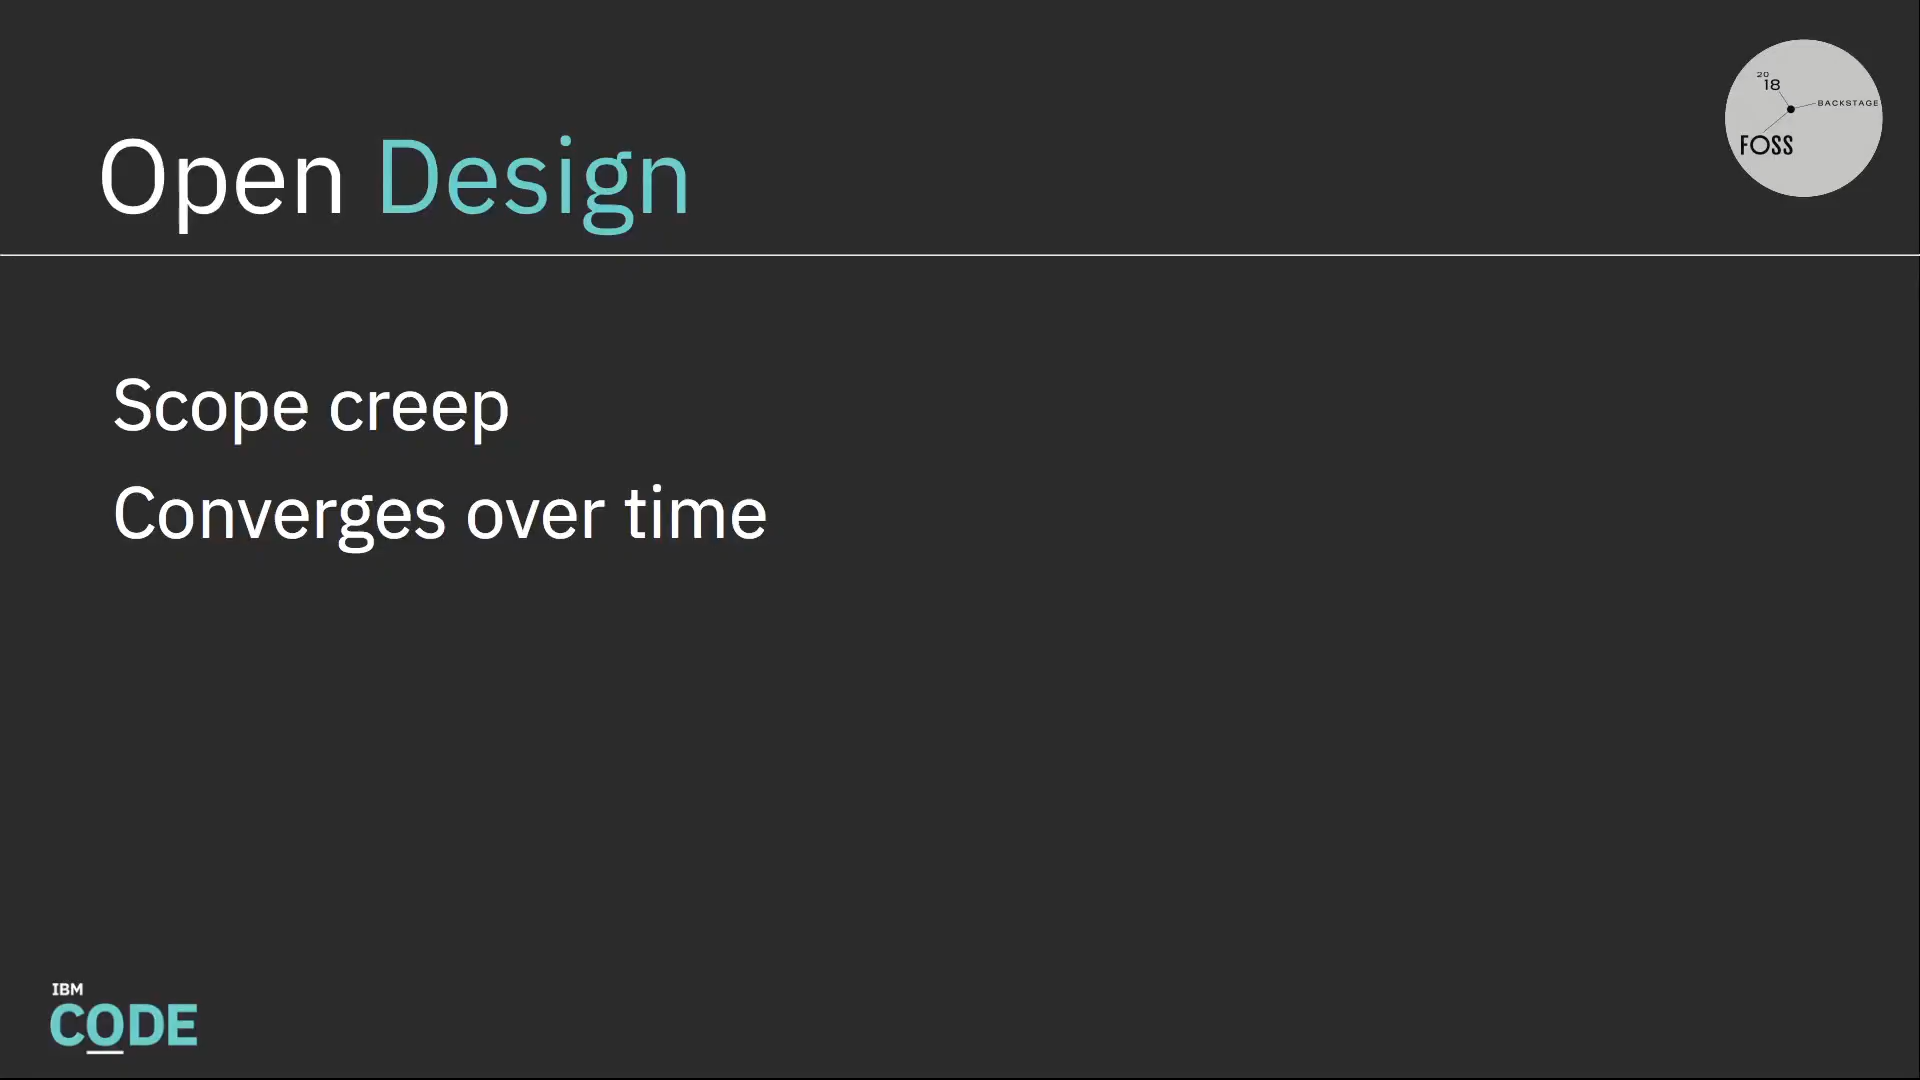 20
18
BACKSTAGE
FOSS
Open Design
Scope creep
Converges over time
IBM
CODE